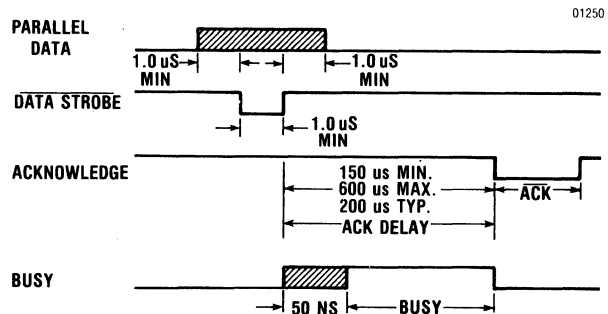 01250
PARALLEL
DATA
1.0 uS
MIN
1.0 uS
MIN
DATA STROBE
1.0 uS
MIN
ACKNOWLEDGE
150 us MIN.
600 us MAX.
200 us TYP.
ACK DELAY
ACK
BUSY
50 NS
BUSY